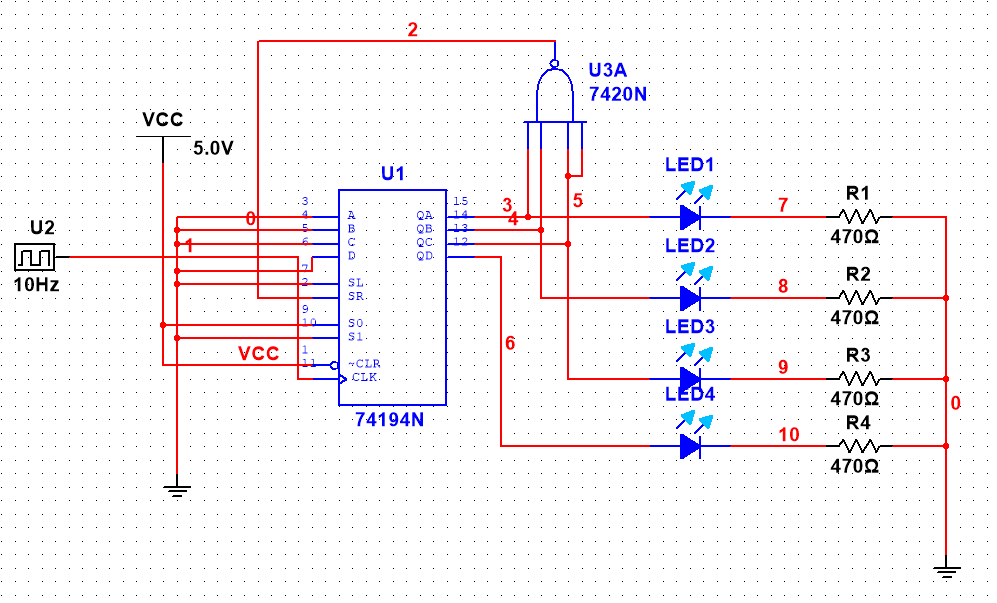 2
U3A
7420N
VCC
5.0V
U1
LED1
3
15
4
A
QA
14
0
3
4
5
7
R1
5
B
QB
13
470Ω
U2
6
C
QC
12
1
LED2
D
QD
10Hz
7
2
SL
SR
8
R2
470Ω
9
10
S0
S1
LED3
6
VCC
1
11
~CLR
CLK
9
R3
470Ω
LED4
0
74194N
10
R4
470Ω